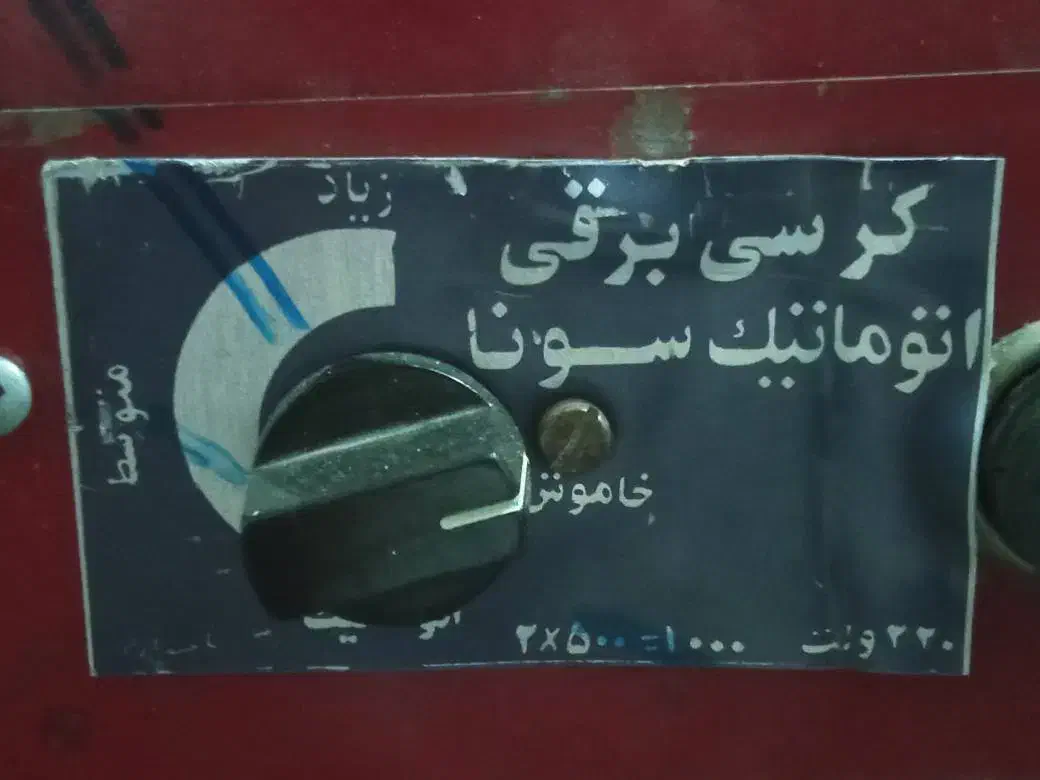 کرسی برقی
اتوماتیک سونا
زیاد
متوسط
خاموش
۲×۵۰۰=۱۰۰۰
۲۲۰ ولت